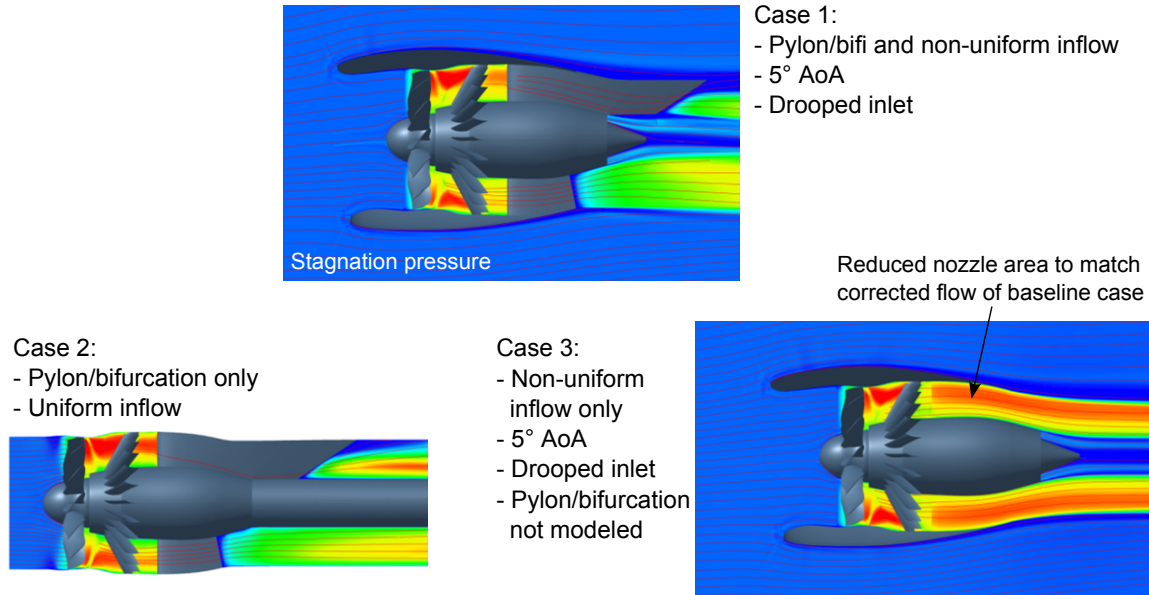 Case 1:
- Pylon/bifi and non-uniform inflow
- 5° AoA
- Drooped inlet
Stagnation pressure
Reduced nozzle area to match
corrected flow of baseline case
Case 2:
- Pylon/bifurcation only
- Uniform inflow
Case 3:
- Non-uniform
inflow only
- 5° AoA
- Drooped inlet
- Pylon/bifurcation
not modeled